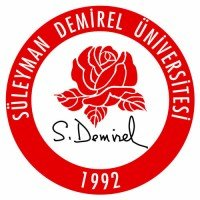 SÜLEYMAN DEMİREL ÜNİVERSİTESİ
S. Demirel
1992